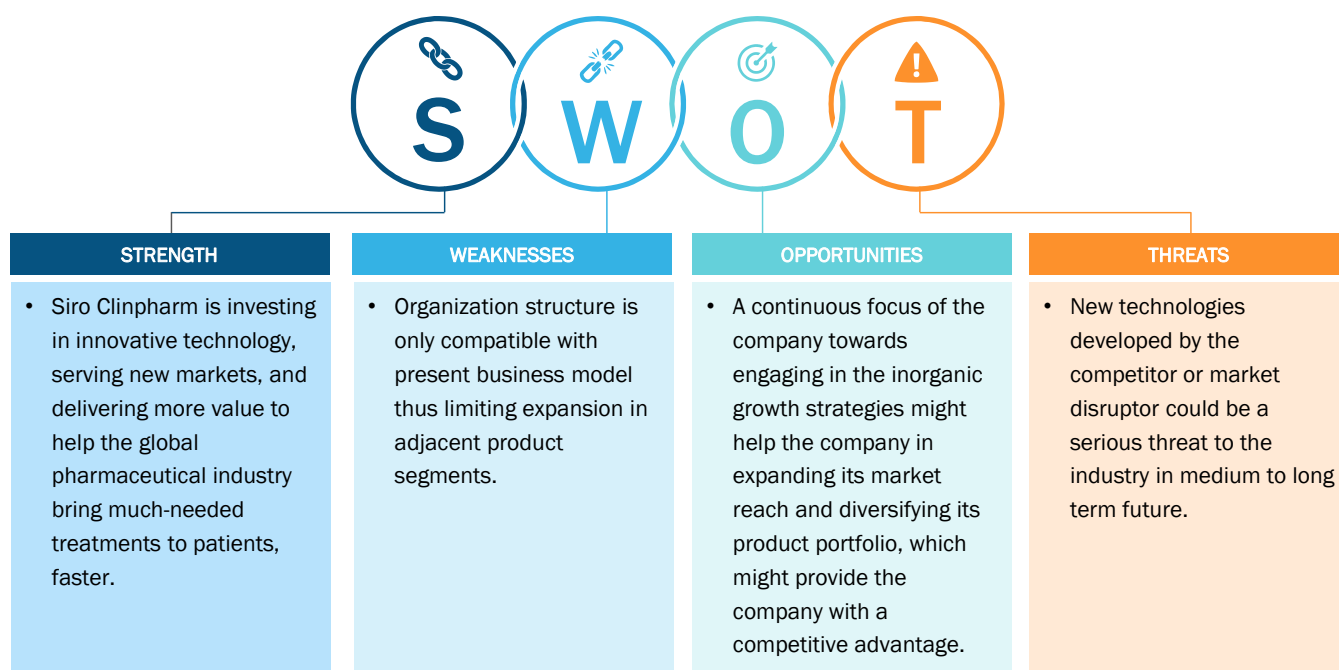 S
W
O
T
STRENGTH
• Siro Clinpharm is investing
in innovative technology,
serving new markets, and
delivering more value to
help the global
pharmaceutical industry
bring much-needed
treatments to patients,
faster.
WEAKNESSES
• Organization structure is
only compatible with
present business model
thus limiting expansion in
adjacent product
segments.
OPPORTUNITIES
• A continuous focus of the
company towards
engaging in the inorganic
growth strategies might
help the company in
expanding its market
reach and diversifying its
product portfolio, which
might provide the
company with a
competitive advantage.
THREATS
• New technologies
developed by the
competitor or market
disruptor could be a
serious threat to the
industry in medium to long
term future.